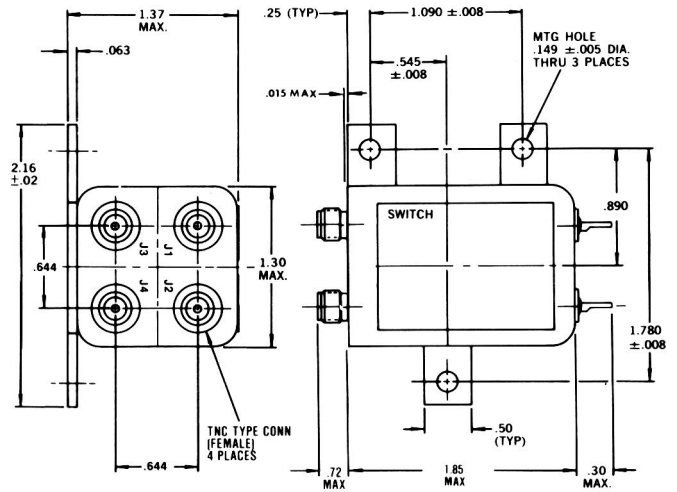 1.37
MAX.
.063
.25 (TYP)
1.090 ±.008
.545
±.008
MTG HOLE
.149 ±.005 DIA.
THRU 3 PLACES
.015 MAX
2.16
±.02
.644
J3
J1
J4
J2
1.30
MAX.
SWITCH
.890
1.780
±.008
TNC TYPE CONN
(FEMALE)
4 PLACES
.644
.50
(TYP)
.72
MAX
1.85
MAX
.30
MAX.